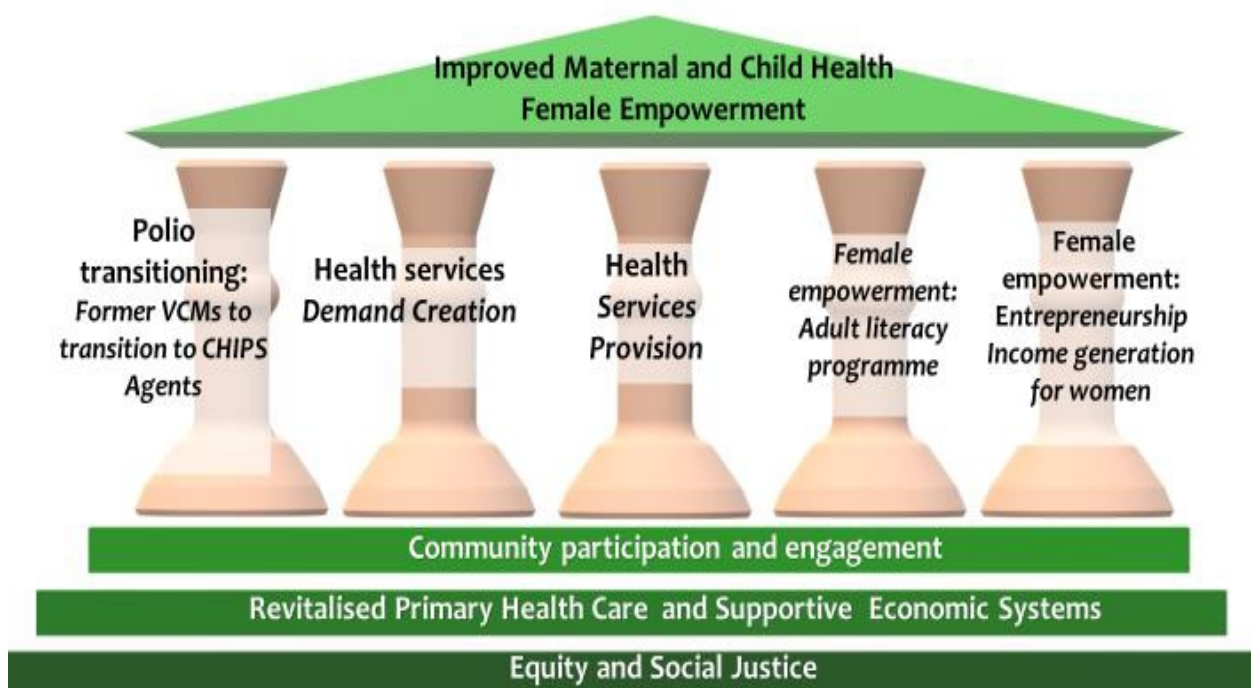 Improved Maternal and Child Health
Female Empowerment
Polio
transitioning:
Former VCMs to
transition to CHIPS
Agents
Health services
Demand Creation
Health
Services
Provision
Female
empowerment:
Adult literacy
programme
Female
empowerment:
Entrepreneurship
Income generation
for women
Community participation and engagement
Revitalised Primary Health Care and Supportive Economic Systems
Equity and Social Justice